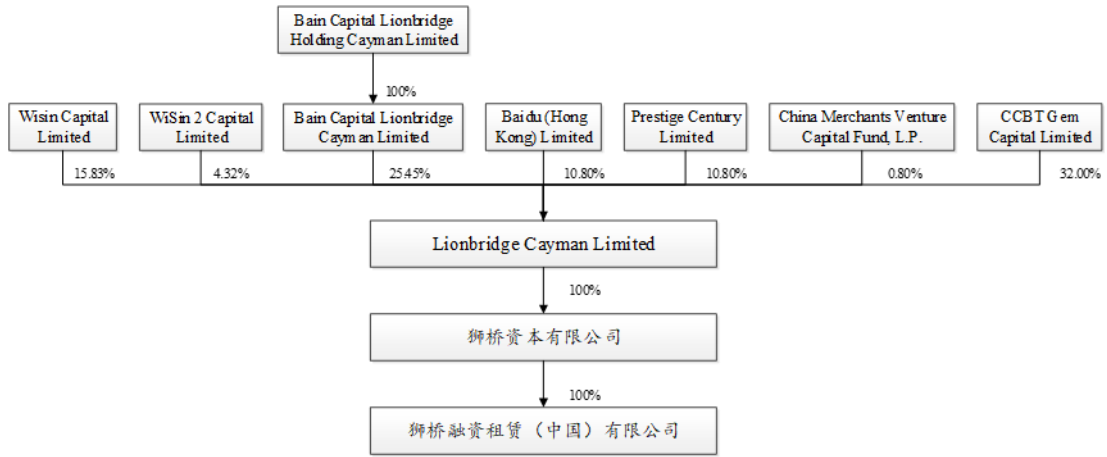 Bain Capital Lionbridge
Holding Cayman Limited
100%
Wisin Capital
Limited
WiSin 2 Capital
Limited
Bain Capital Lionbridge
Cayman Limited
Baidu (Hong
Kong) Limited
Prestige Century
Limited
China Merchants Venture
Capital Fund, L.P.
CCBT Gem
Capital Limited
15.83%
4.32%
25.45%
10.80%
10.80%
0.80%
32.00%
Lionbridge Cayman Limited
100%
狮桥资本有限公司
100%
狮桥融资租赁（中国）有限公司